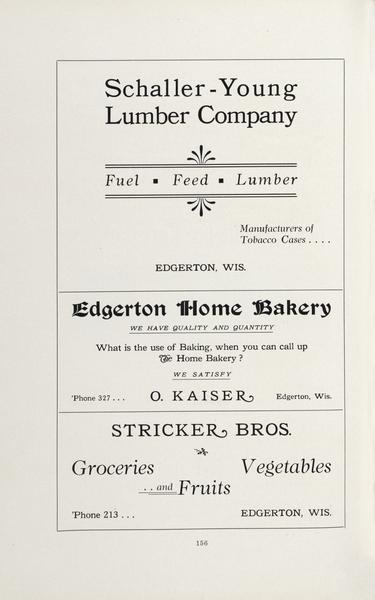 Schaller-Young
Lumber Company
Fuel ▪ Feed ▪ Lumber
Manufacturers of
Tobacco Cases . . . .
EDGERTON, WIS.
Edgerton Home Bakery
WE HAVE QUALITY AND QUANTITY
What is the use of Baking, when you can call up
The Home Bakery?
WE SATISFY
'Phone 327 . . . O. KAISER Edgerton, Wis.
STRICKER BROS.
Groceries Vegetables
. . and Fruits
'Phone 213 . . . EDGERTON, WIS.
156